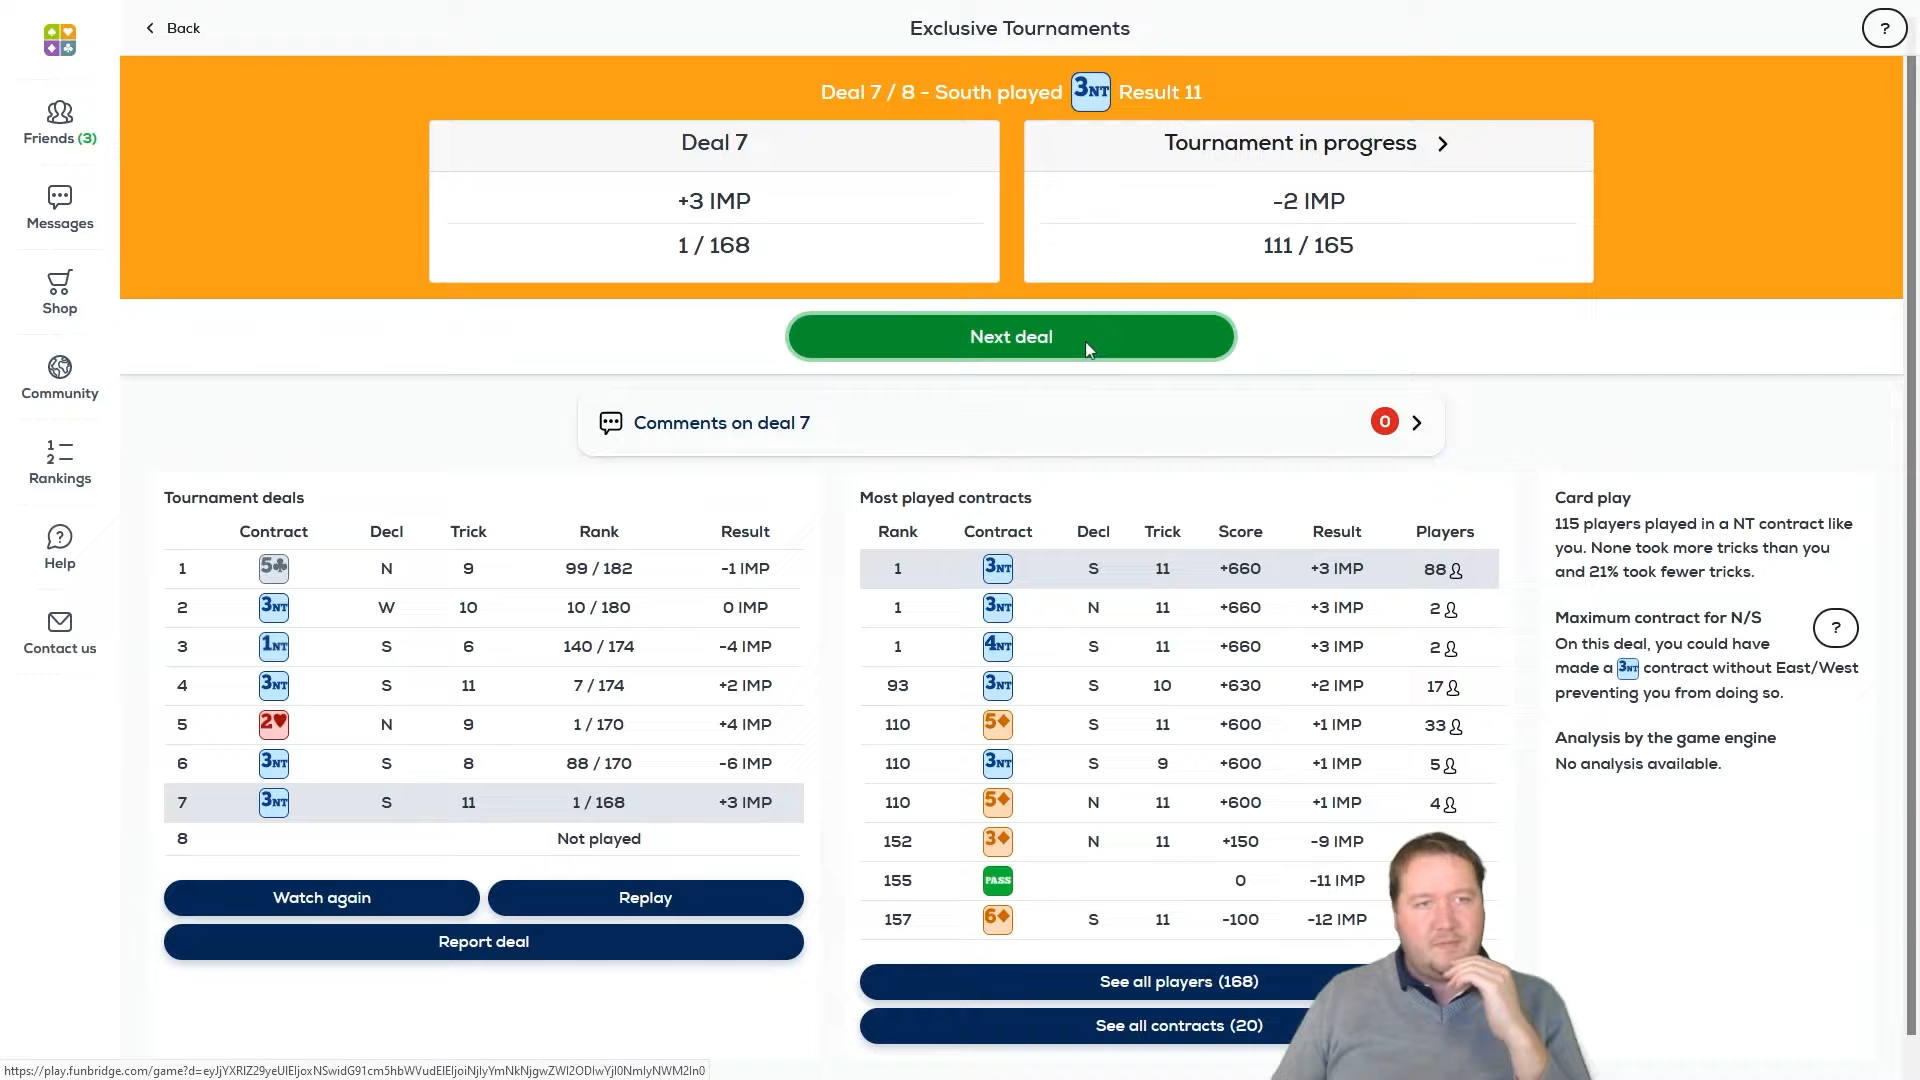 Back
Exclusive Tournaments
?
Friends (3)
Messages
Shop
Community
1
2
Rankings
Help
Contact us
Deal 7 / 8 - South played 3NT Result 11
Deal 7
+3 IMP
1 / 168
Tournament in progress
-2 IMP
111 / 165
Next deal
Comments on deal 7 0
Tournament deals
Contract Decl Trick Rank Result
1 5♣ N 9 99 / 182 -1 IMP
2 3NT W 10 10 / 180 0 IMP
3 1NT S 6 140 / 174 -4 IMP
4 3NT S 11 7 / 174 +2 IMP
5 2♥ N 9 1 / 170 +4 IMP
6 3NT S 8 88 / 170 -6 IMP
7 3NT S 11 1 / 168 +3 IMP
8 Not played
Watch again
Replay
Report deal
Most played contracts
Rank Contract Decl Trick Score Result Players
1 3NT S 11 +660 +3 IMP 88
1 3NT N 11 +660 +3 IMP 2
1 4NT S 11 +660 +3 IMP 2
93 3NT S 10 +630 +2 IMP 17
110 5♦ S 11 +600 +1 IMP 33
110 3NT S 9 +600 +1 IMP 5
110 5♦ N 11 +600 +1 IMP 4
152 3♦ N 11 +150 -9 IMP
155 PASS 0 -11 IMP
157 6♦ S 11 -100 -12 IMP
See all players (168)
See all contracts (20)
Card play
115 players played in a NT contract like
you. None took more tricks than you
and 21% took fewer tricks.
Maximum contract for N/S
?
On this deal, you could have
made a 3NT contract without East/West
preventing you from doing so.
Analysis by the game engine
No analysis available.